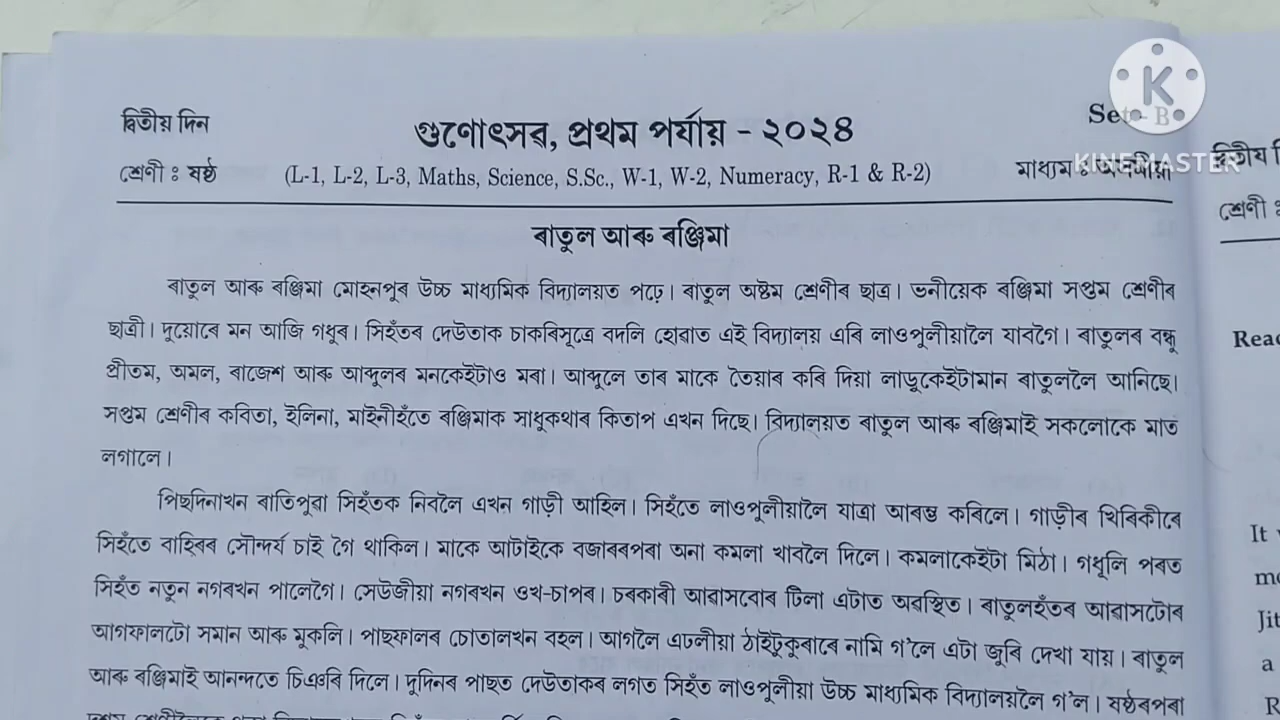 দ্বিতীয় দিন
গুণোৎসৱ, প্ৰথম পৰ্যায় - ২০২৪
Set - B
শ্ৰেণী : ষষ্ঠ
(L-1, L-2, L-3, Maths, Science, S.Sc., W-1, W-2, Numeracy, R-1 & R-2)
মাধ্যম : অসমীয়া
KINEMASTER
ৰাতুল আৰু ৰঞ্জিমা
ৰাতুল আৰু ৰঞ্জিমা মোহনপুৰ উচ্চ মাধ্যমিক বিদ্যালয়ত পঢ়ে। ৰাতুল অষ্টম শ্ৰেণীৰ ছাত্ৰ। ভনীয়েক ৰঞ্জিমা সপ্তম শ্ৰেণীৰ
ছাত্ৰী। দুয়োৰে মন আজি গধুৰ। সিহঁতৰ দেউতাক চাকৰিসূত্ৰে বদলি হোৱাত এই বিদ্যালয় এৰি লাওপুলীয়ালৈ যাবগৈ। ৰাতুলৰ বন্ধু
প্ৰীতম, অমল, ৰাজেশ আৰু আব্দুলৰ মনকেইটাও মৰা। আব্দুলে তাৰ মাকে তৈয়াৰ কৰি দিয়া লাড়ুকেইটামান ৰাতুললৈ আনিছে।
সপ্তম শ্ৰেণীৰ কবিতা, ইলিনা, মাইনীহঁতে ৰঞ্জিমাক সাধুকথাৰ কিতাপ এখন দিছে। বিদ্যালয়ত ৰাতুল আৰু ৰঞ্জিমাই সকলোকে মাত
লগালে।
পিছদিনাখন ৰাতিপুৱা সিহঁতক নিবলৈ এখন গাড়ী আহিল। সিহঁতে লাওপুলীয়ালৈ যাত্ৰা আৰম্ভ কৰিলে। গাড়ীৰ খিৰিকীৰে
সিহঁতে বাহিৰৰ সৌন্দৰ্য চাই গৈ থাকিল। মাকে আটাইকে বজাৰৰপৰা অনা কমলা খাবলৈ দিলে। কমলাকেইটা মিঠা। গধূলি পৰত
সিহঁত নতুন নগৰখন পালেগৈ। সেউজীয়া নগৰখন ওখ-চাপৰ। চৰকাৰী আৱাসবোৰ টিলা এটাত অৱস্থিত। ৰাতুলহঁতৰ আৱাসটোৰ
আগফালটো সমান আৰু মুকলি। পাছফালৰ চোতালখন বহল। আগলৈ এঢলীয়া ঠাইটুকুৰাৰে নামি গ'লে এটা জুৰি দেখা যায়। ৰাতুল
আৰু ৰঞ্জিমাই আনন্দতে চিঞৰি দিলে। দুদিনৰ পাছত দেউতাকৰ লগত সিহঁত লাওপুলীয়া উচ্চ মাধ্যমিক বিদ্যালয়লৈ গ'ল। ষষ্ঠৰপৰা
শ্ৰেণী :
Read
It
Jit
a
R